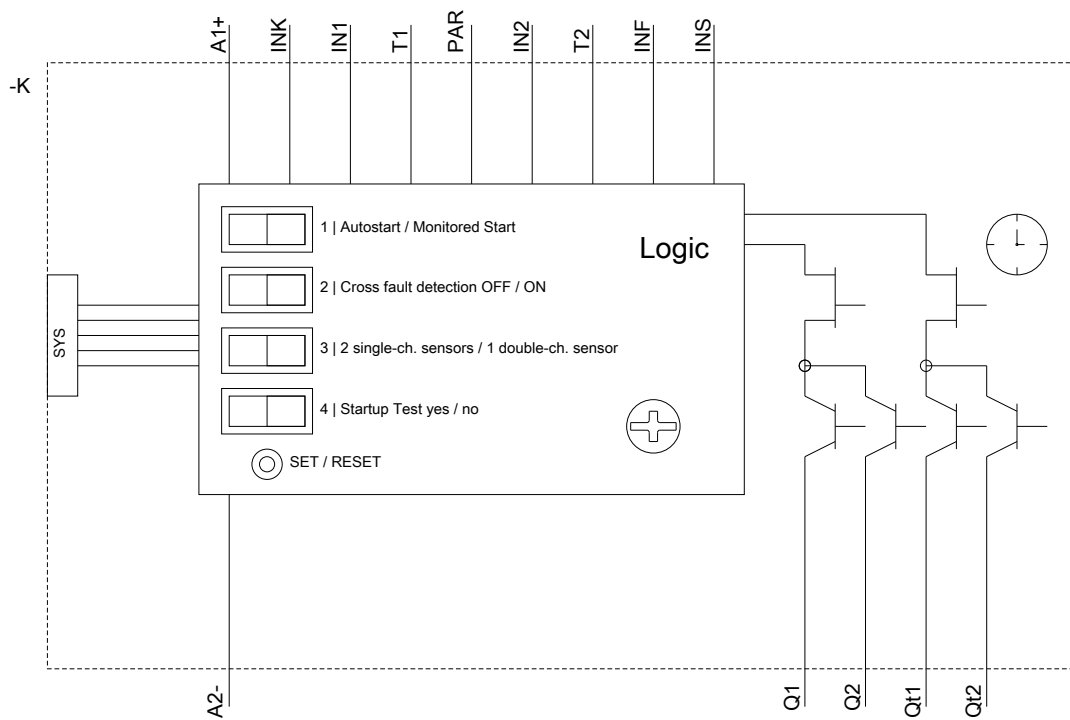 A1+
INK
IN1
T1
PAR
IN2
T2
INF
INS
-K
1 | Autostart / Monitored Start
Logic
2 | Cross fault detection OFF / ON
SYS
3 | 2 single-ch. sensors / 1 double-ch. sensor
4 | Startup Test yes / no
SET / RESET
A2-
Q1
Q2
Qt1
Qt2